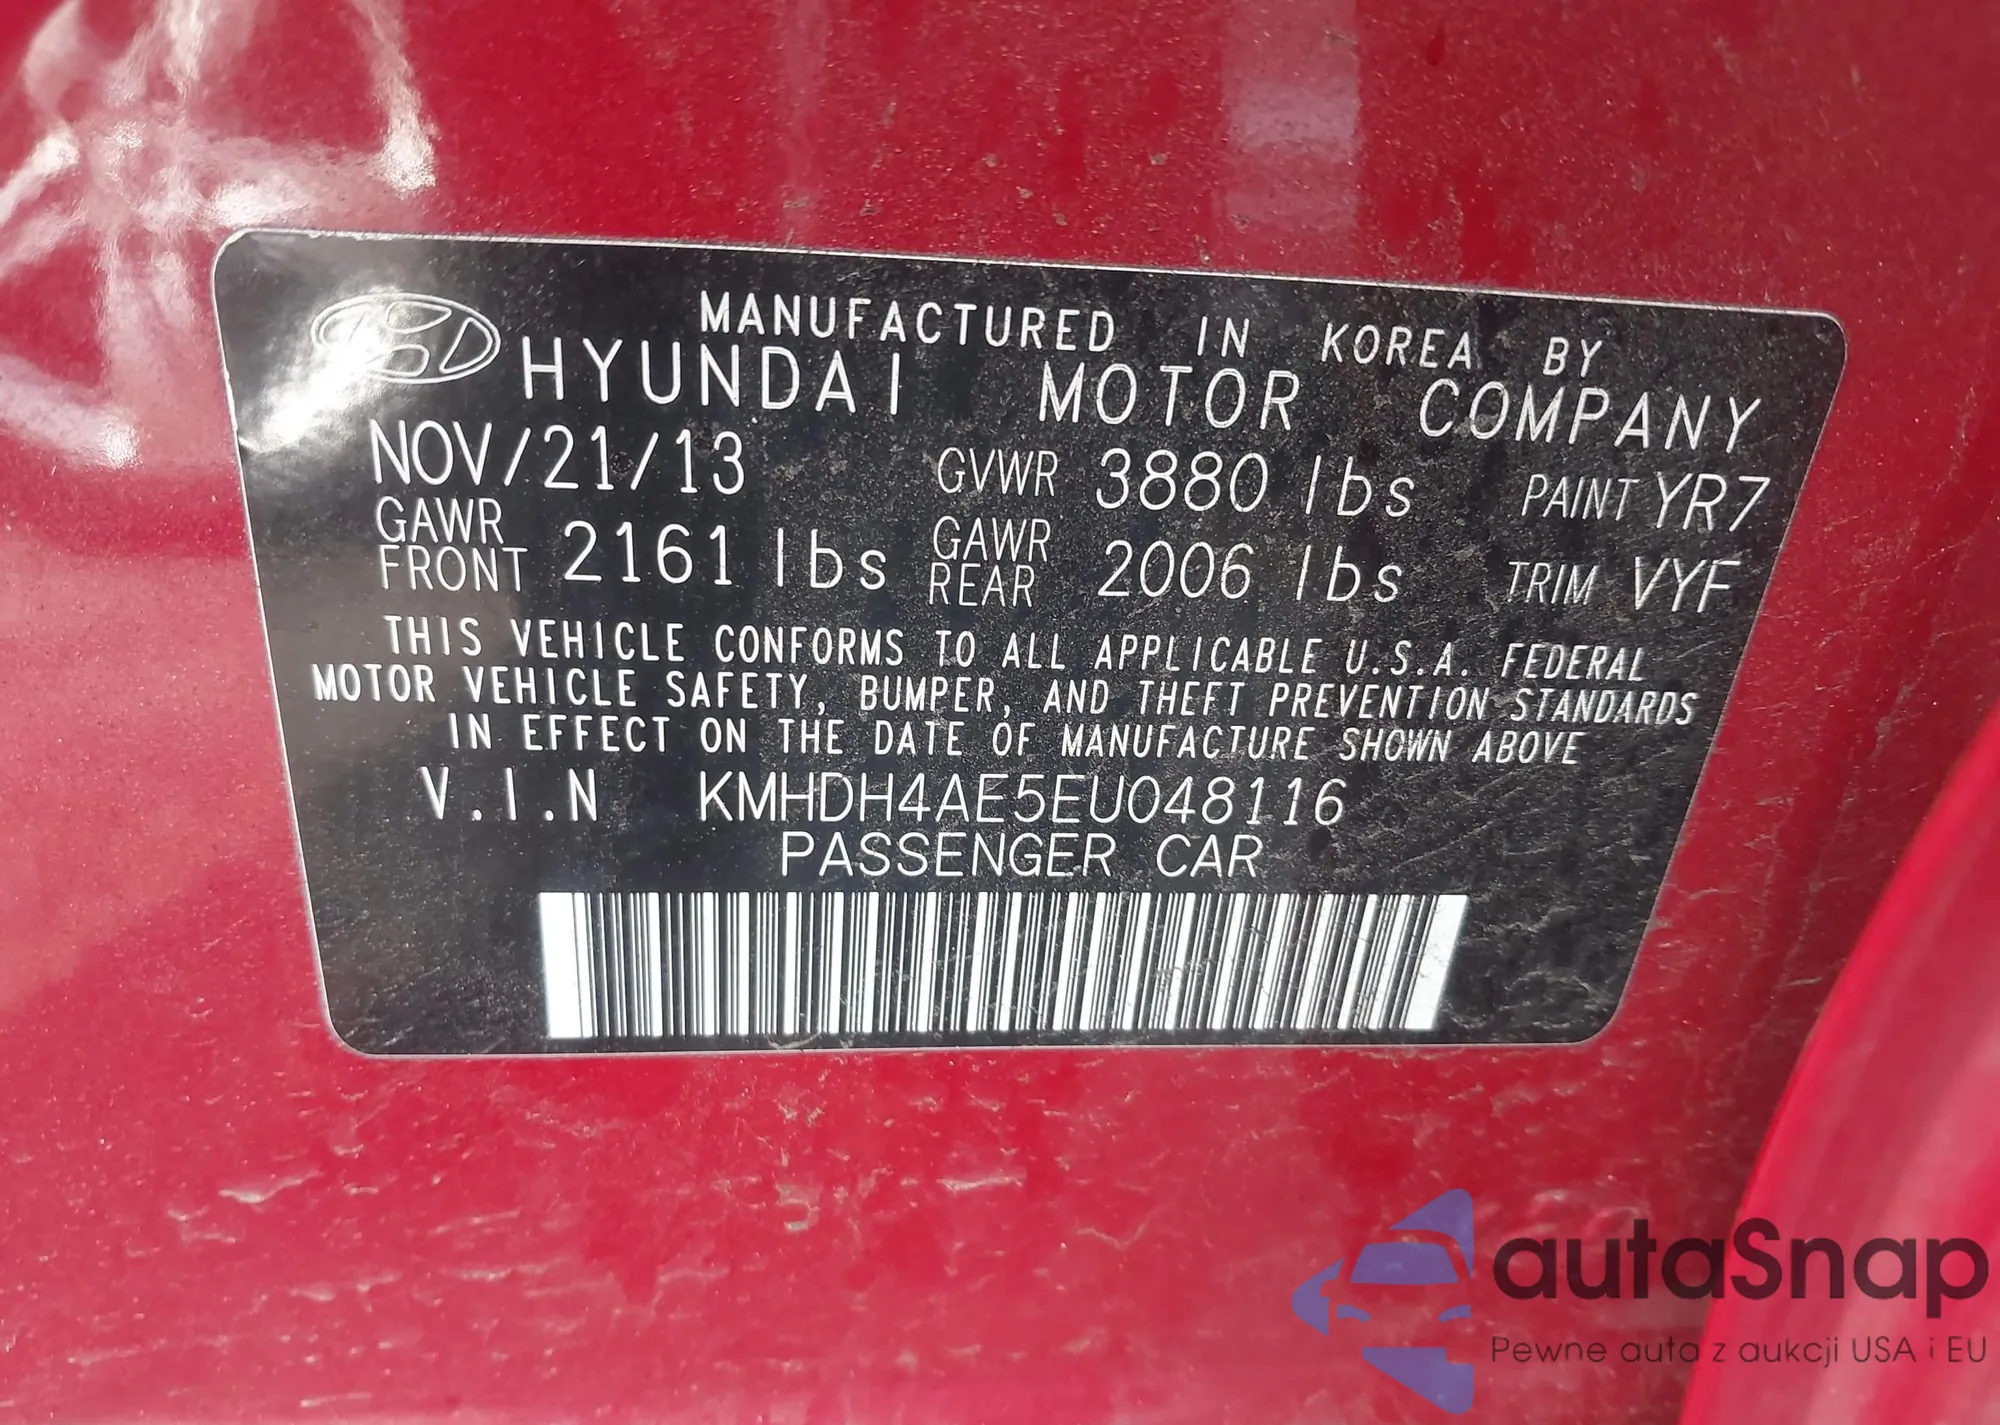 MANUFACTURED IN KOREA BY
HYUNDAI MOTOR COMPANY
NOV/21/13 GVWR 3880 lbs PAINT YR7
GAWR FRONT 2161 lbs GAWR REAR 2006 lbs TRIM VYF
THIS VEHICLE CONFORMS TO ALL APPLICABLE U.S.A. FEDERAL
MOTOR VEHICLE SAFETY, BUMPER, AND THEFT PREVENTION STANDARDS
IN EFFECT ON THE DATE OF MANUFACTURE SHOWN ABOVE
V.I.N KMHDH4AE5EU048116
PASSENGER CAR
autaSnap
Pewne auta z aukcji USA i EU